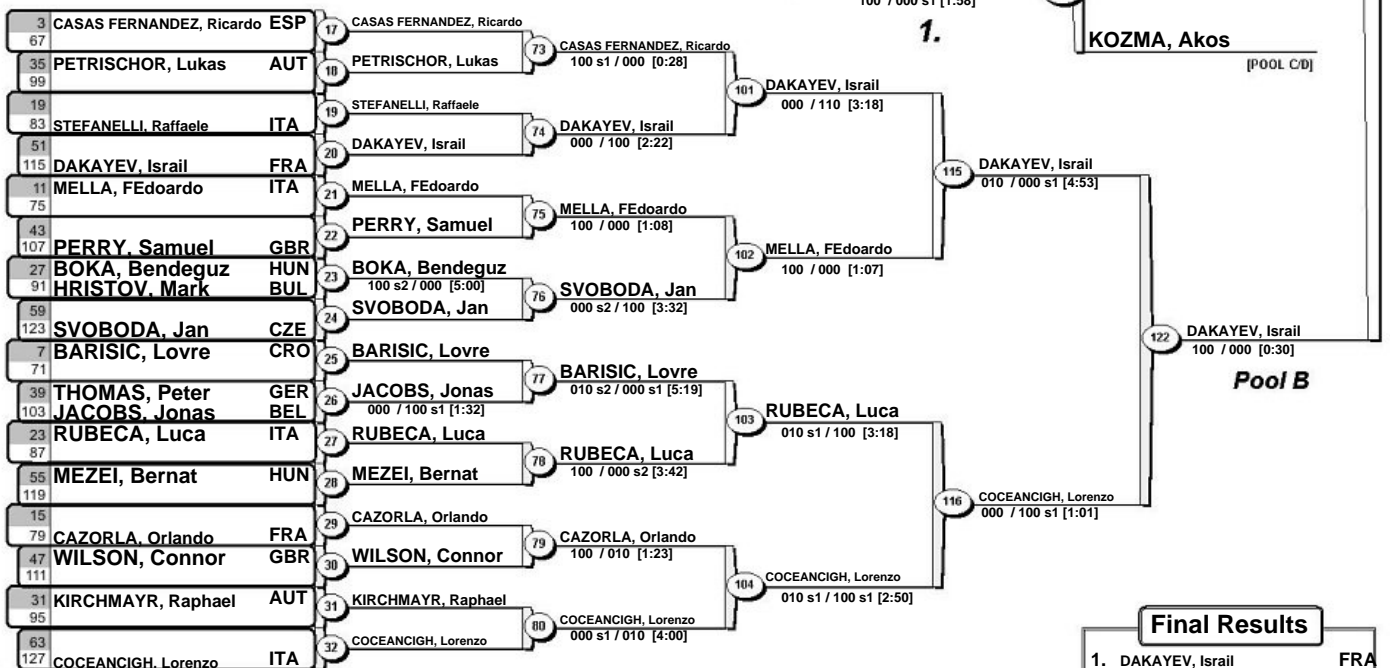 100 / 000 s1 [1:58]
1.
KOZMA, Akos
[POOL C/D]
3 CASAS FERNANDEZ, Ricardo ESP
67
35 PETRISCHOR, Lukas AUT
99
19
83 STEFANELLI, Raffaele ITA
51
115 DAKAYEV, Israil FRA
11 MELLA, FEdoardo ITA
75
43
107 PERRY, Samuel GBR
27 BOKA, Bendeguz HUN
91 HRISTOV, Mark BUL
59
123 SVOBODA, Jan CZE
7 BARISIC, Lovre CRO
71
39 THOMAS, Peter GER
103 JACOBS, Jonas BEL
23 RUBECA, Luca ITA
87
55 MEZEI, Bernat HUN
119
15
79 CAZORLA, Orlando FRA
47 WILSON, Connor GBR
111
31 KIRCHMAYR, Raphael AUT
95
63
127 COCEANCIGH, Lorenzo ITA
17 CASAS FERNANDEZ, Ricardo
18 PETRISCHOR, Lukas
19 STEFANELLI, Raffaele
20 DAKAYEV, Israil
21 MELLA, FEdoardo
22 PERRY, Samuel
23 BOKA, Bendeguz
100 s2 / 000 [5:00]
24 SVOBODA, Jan
25 BARISIC, Lovre
26 JACOBS, Jonas
000 / 100 s1 [1:32]
27 RUBECA, Luca
28 MEZEI, Bernat
29 CAZORLA, Orlando
30 WILSON, Connor
31 KIRCHMAYR, Raphael
32 COCEANCIGH, Lorenzo
73 CASAS FERNANDEZ, Ricardo
100 s1 / 000 [0:28]
74 DAKAYEV, Israil
000 / 100 [2:22]
75 MELLA, FEdoardo
100 / 000 [1:08]
76 SVOBODA, Jan
000 s2 / 100 [3:32]
77 BARISIC, Lovre
010 s2 / 000 s1 [5:19]
78 RUBECA, Luca
100 / 000 s2 [3:42]
79 CAZORLA, Orlando
100 / 010 [1:23]
80 COCEANCIGH, Lorenzo
000 s1 / 010 [4:00]
101 DAKAYEV, Israil
000 / 110 [3:18]
102 MELLA, FEdoardo
100 / 000 [1:07]
103 RUBECA, Luca
010 s1 / 100 [3:18]
104 COCEANCIGH, Lorenzo
010 s1 / 100 s1 [2:50]
115 DAKAYEV, Israil
010 / 000 s1 [4:53]
116 COCEANCIGH, Lorenzo
000 / 100 s1 [1:01]
122 DAKAYEV, Israil
100 / 000 [0:30]
Pool B
Final Results
1. DAKAYEV, Israil FRA